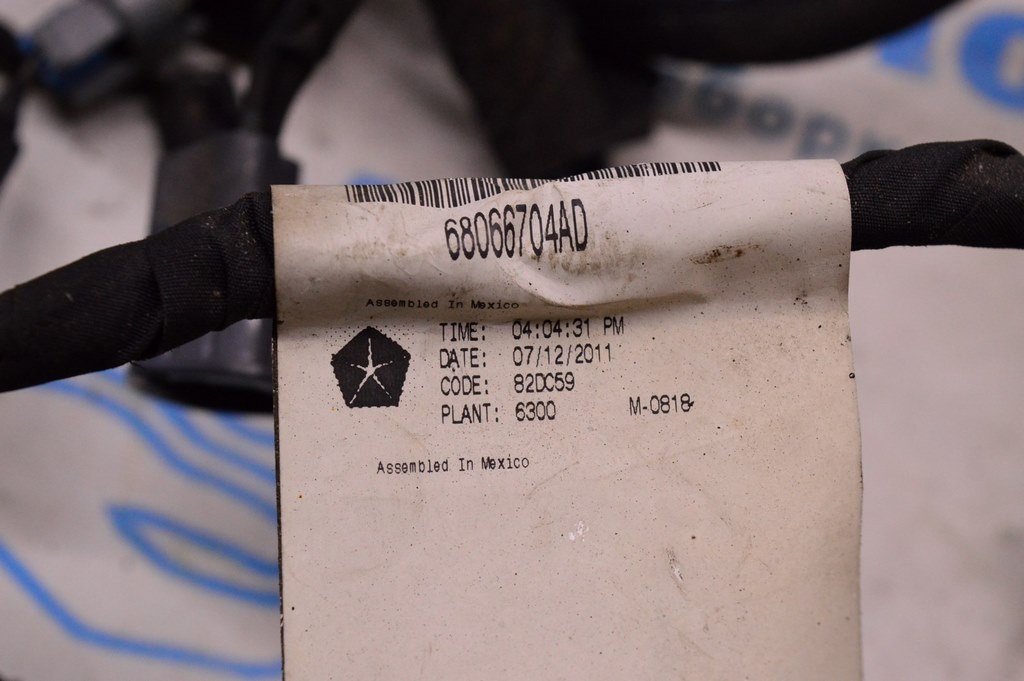 68066704AD
Assembled In Mexico
TIME: 04:04:31 PM
DATE: 07/12/2011
CODE: 82DC59
PLANT: 6300 M-0818
Assembled In Mexico